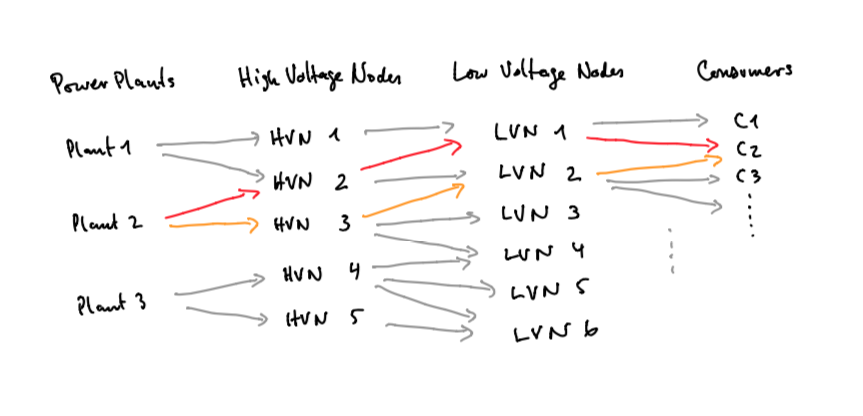 Power Plants High Voltage Nodes Low Voltage Nodes Consumers
Plant 1 HVN 1 LVN 1 C1
C2
HVN 2 LVN 2 C3
Plant 2 HVN 3 LVN 3
LVN 4
HVN 4
Plant 3 LVN 5
HVN 5 LVN 6